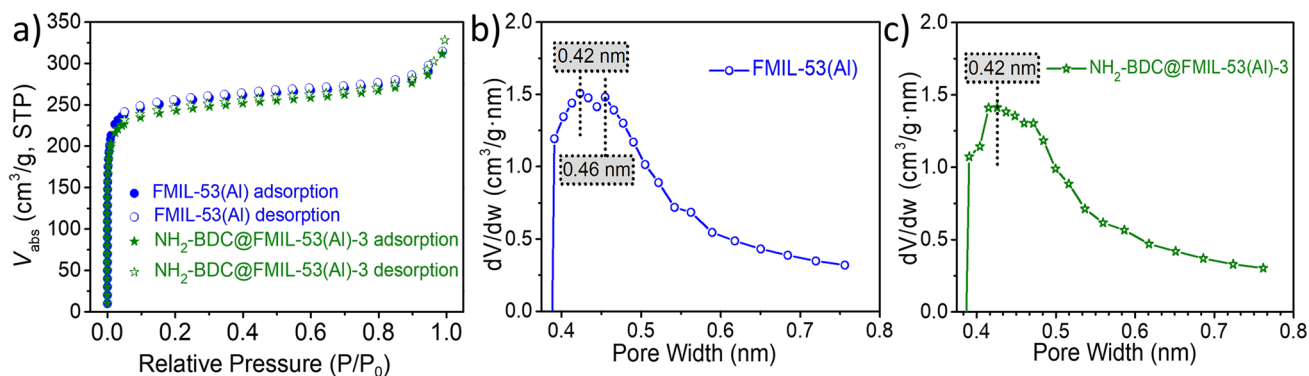 a)
350
300
250
200
150
100
50
0
V_abs (cm³/g, STP)
FMIL-53(Al) adsorption
FMIL-53(Al) desorption
NH₂-BDC@FMIL-53(Al)-3 adsorption
NH₂-BDC@FMIL-53(Al)-3 desorption
0.0 0.2 0.4 0.6 0.8 1.0
Relative Pressure (P/P₀)
b)
2.0
1.5
1.0
0.5
0.0
dV/dw (cm³/g·nm)
0.42 nm
FMIL-53(Al)
0.46 nm
0.4 0.5 0.6 0.7 0.8
Pore Width (nm)
c)
2.0
1.5
1.0
0.5
0.0
dV/dw (cm³/g·nm)
0.42 nm
NH₂-BDC@FMIL-53(Al)-3
0.4 0.5 0.6 0.7 0.8
Pore Width (nm)